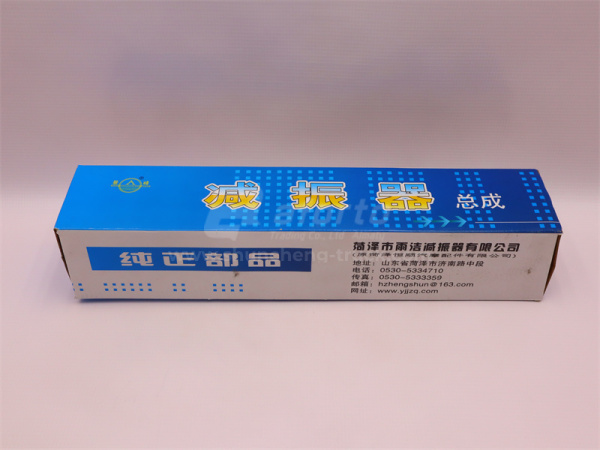 减振器 总成
纯正部品
菏泽市雨洁减振器有限公司
地址：山东省菏泽市济南路中段
电话：0530-5334710
传真：0530-5333359
邮箱：hzhengshun@163.com
网址：www.yjjzq.com